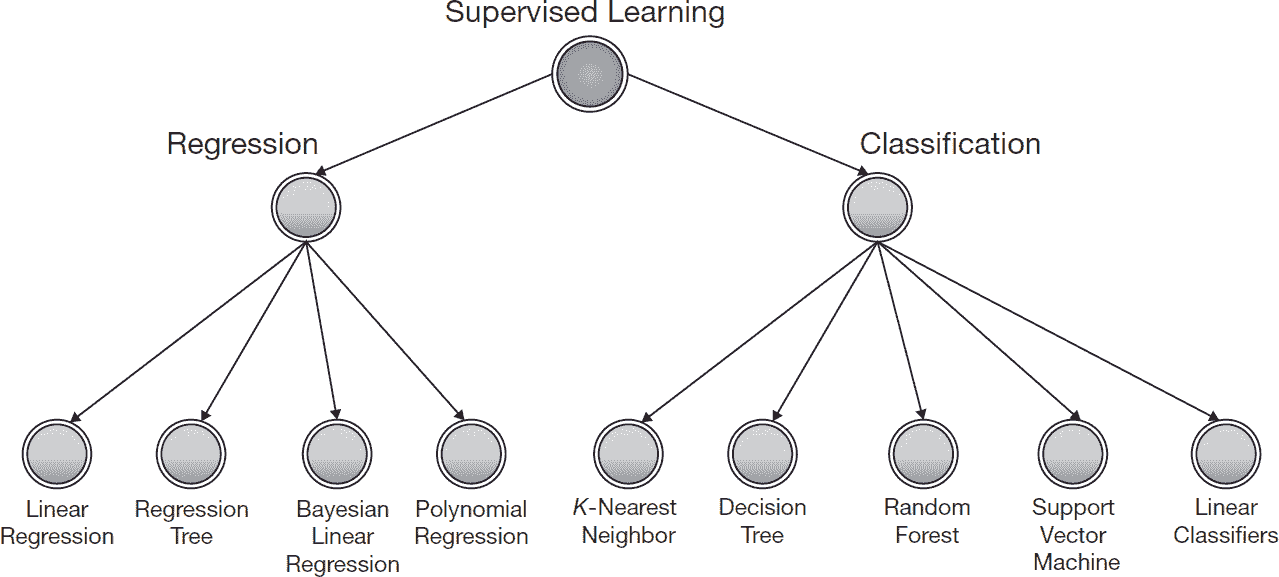 Supervised Learning
Regression
Classification
Linear
Regression
Regression
Tree
Bayesian
Linear
Regression
Polynomial
Regression
K-Nearest
Neighbor
Decision
Tree
Random
Forest
Support
Vector
Machine
Linear
Classifiers